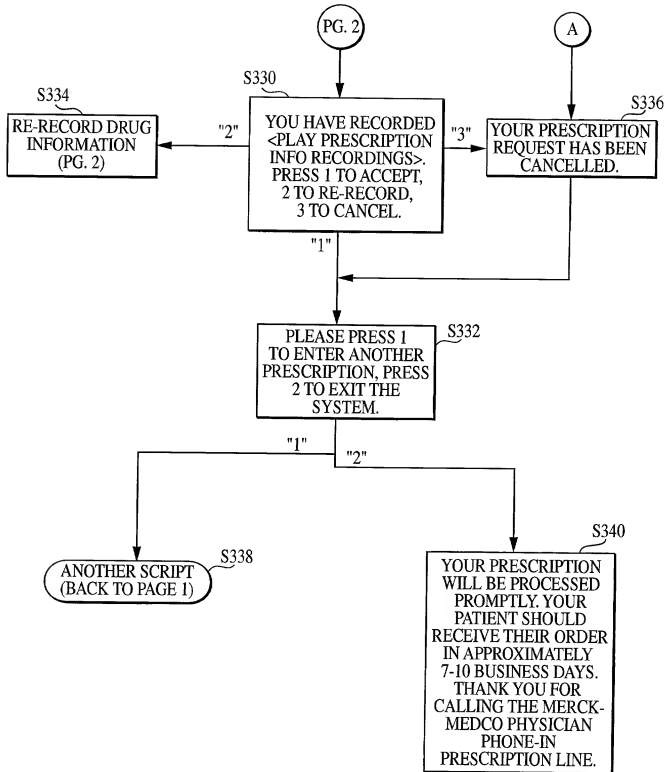 PG. 2
A
S330
S334
S336
RE-RECORD DRUG
INFORMATION
(PG. 2)
"2"
YOU HAVE RECORDED
<PLAY PRESCRIPTION
INFO RECORDINGS>.
PRESS 1 TO ACCEPT,
2 TO RE-RECORD,
3 TO CANCEL.
"3"
YOUR PRESCRIPTION
REQUEST HAS BEEN
CANCELLED.
"1"
S332
PLEASE PRESS 1
TO ENTER ANOTHER
PRESCRIPTION, PRESS
2 TO EXIT THE
SYSTEM.
"1"
"2"
S338
ANOTHER SCRIPT
(BACK TO PAGE 1)
S340
YOUR PRESCRIPTION
WILL BE PROCESSED
PROMPTLY. YOUR
PATIENT SHOULD
RECEIVE THEIR ORDER
IN APPROXIMATELY
7-10 BUSINESS DAYS.
THANK YOU FOR
CALLING THE MERCK-
MEDCO PHYSICIAN
PHONE-IN
PRESCRIPTION LINE.